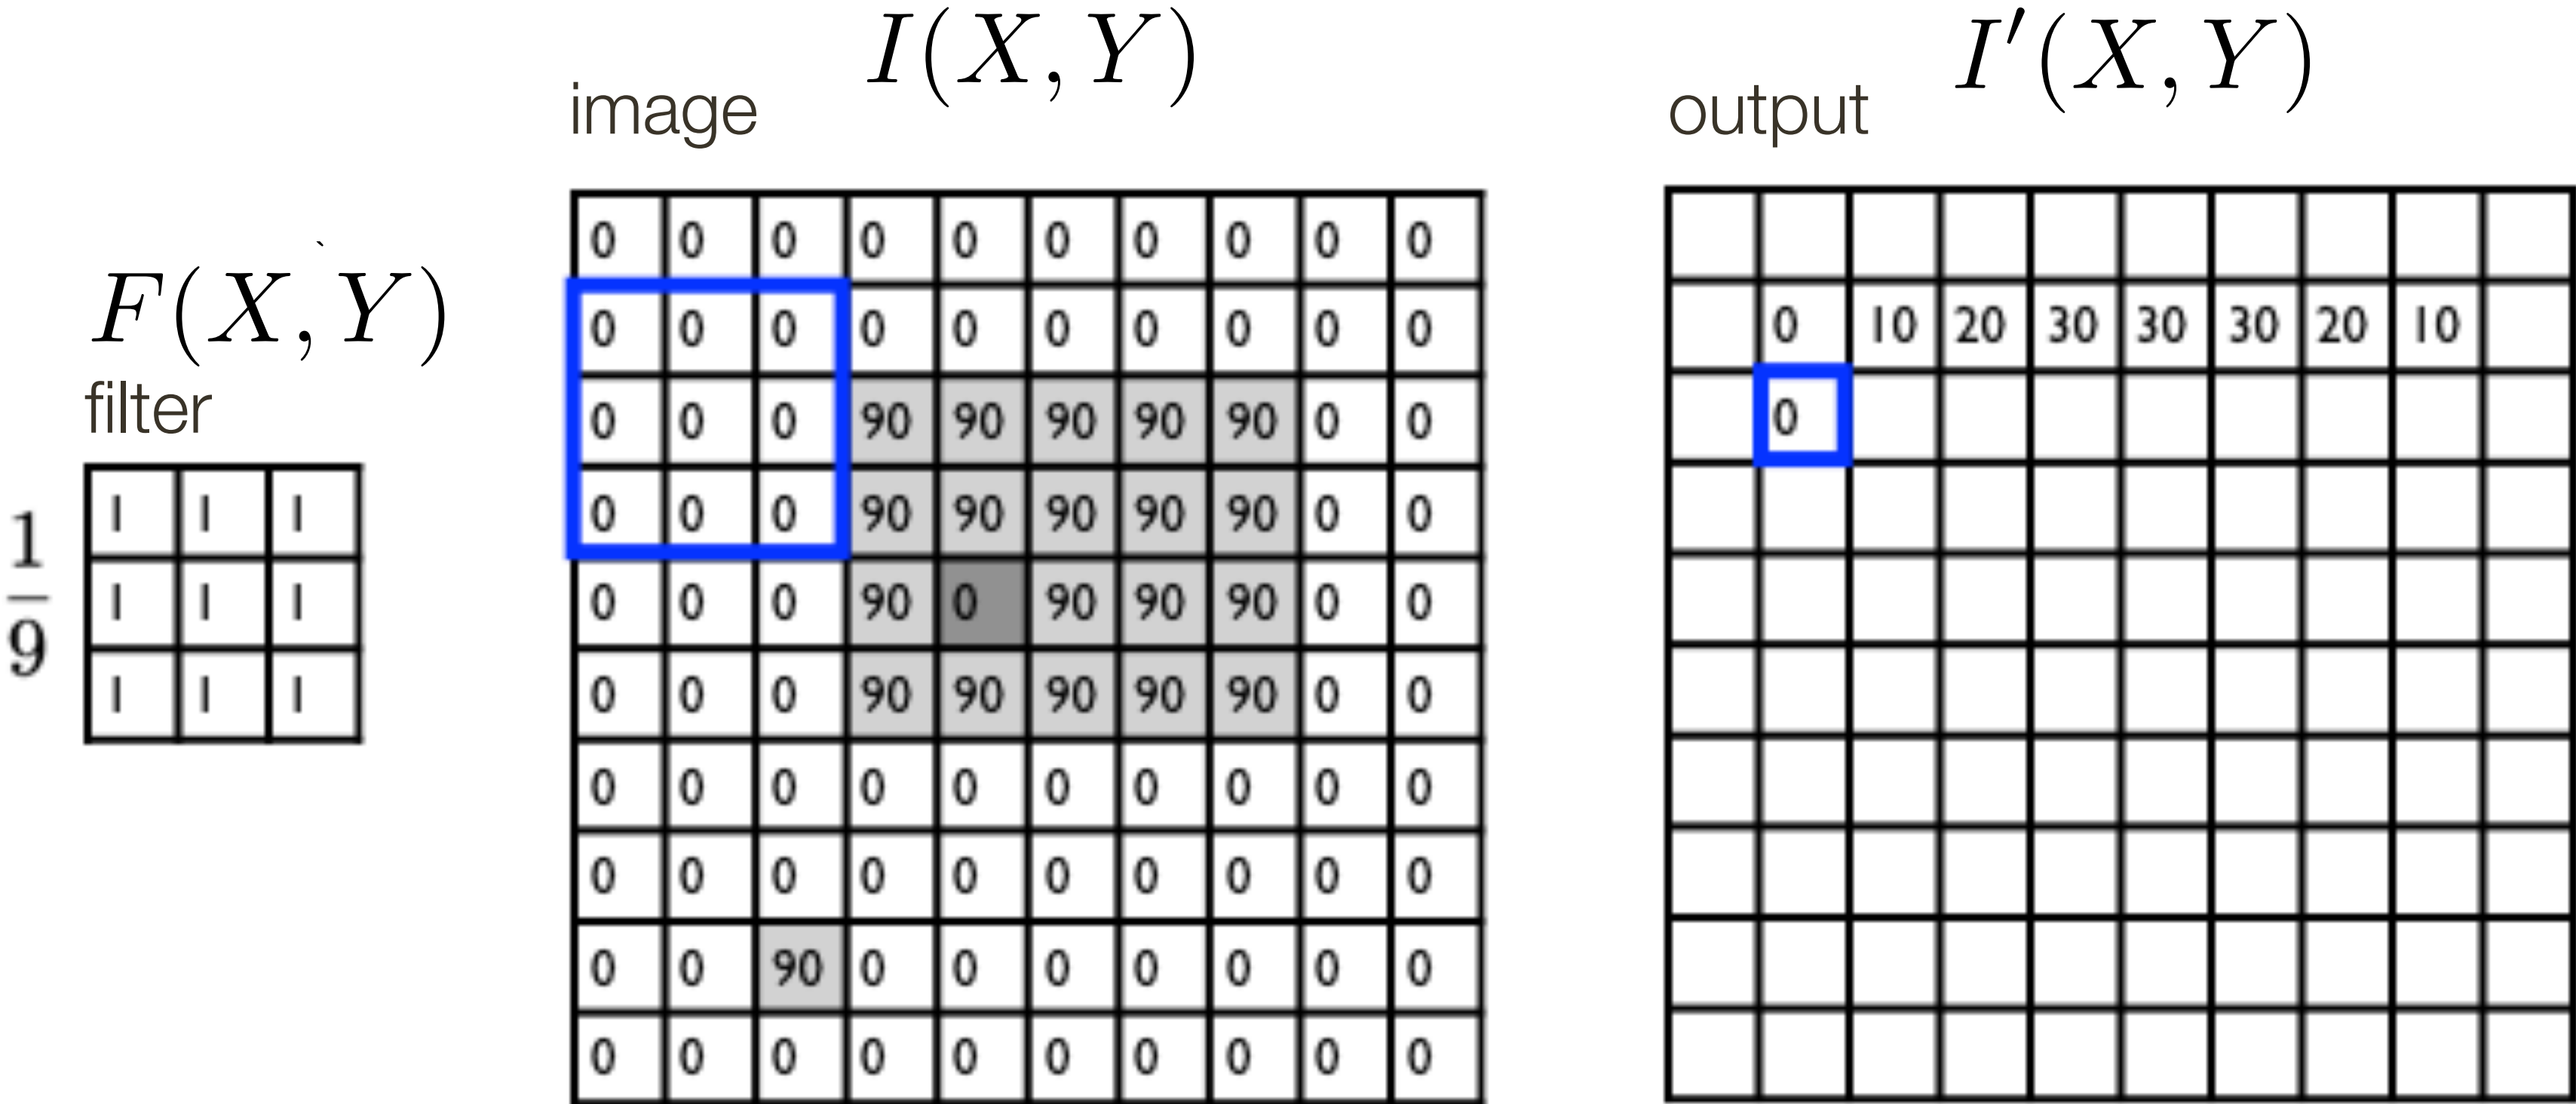 I(X, Y)
I′(X, Y)
image
output
F(X, Y)
filter
1/9
1 1 1
1 1 1
1 1 1
0 0 0 0 0 0 0 0 0 0
0 0 0 0 0 0 0 0 0 0
0 0 0 90 90 90 90 90 0 0
0 0 0 90 90 90 90 90 0 0
0 0 0 90 0 90 90 90 0 0
0 0 0 90 90 90 90 90 0 0
0 0 0 0 0 0 0 0 0 0
0 0 0 0 0 0 0 0 0 0
0 0 90 0 0 0 0 0 0 0
0 0 0 0 0 0 0 0 0 0
0 10 20 30 30 30 20 10
0